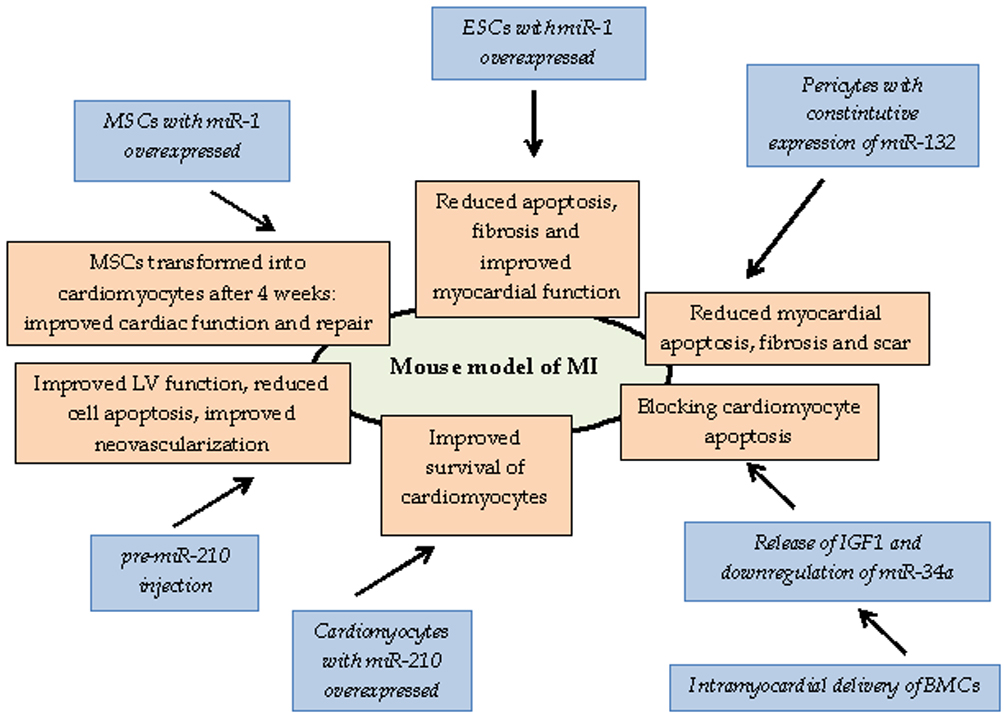 ESCs with miR-1
overexpressed
MSCs with miR-1
overexpressed
Pericytes with
constintutive
expression of miR-132
Reduced apoptosis,
fibrosis and
improved
myocardial function
MSCs transformed into
cardiomyocytes after 4 weeks:
improved cardiac function and repair
Reduced myocardial
apoptosis, fibrosis and scar
Mouse model of MI
Improved LV function, reduced
cell apoptosis, improved
neovascularization
Blocking cardiomyocyte
apoptosis
Improved
survival of
cardiomyocytes
pre-miR-210
injection
Release of IGF1 and
downregulation of miR-34a
Cardiomyocytes
with miR-210
overexpressed
Intramyocardial delivery of BMCs